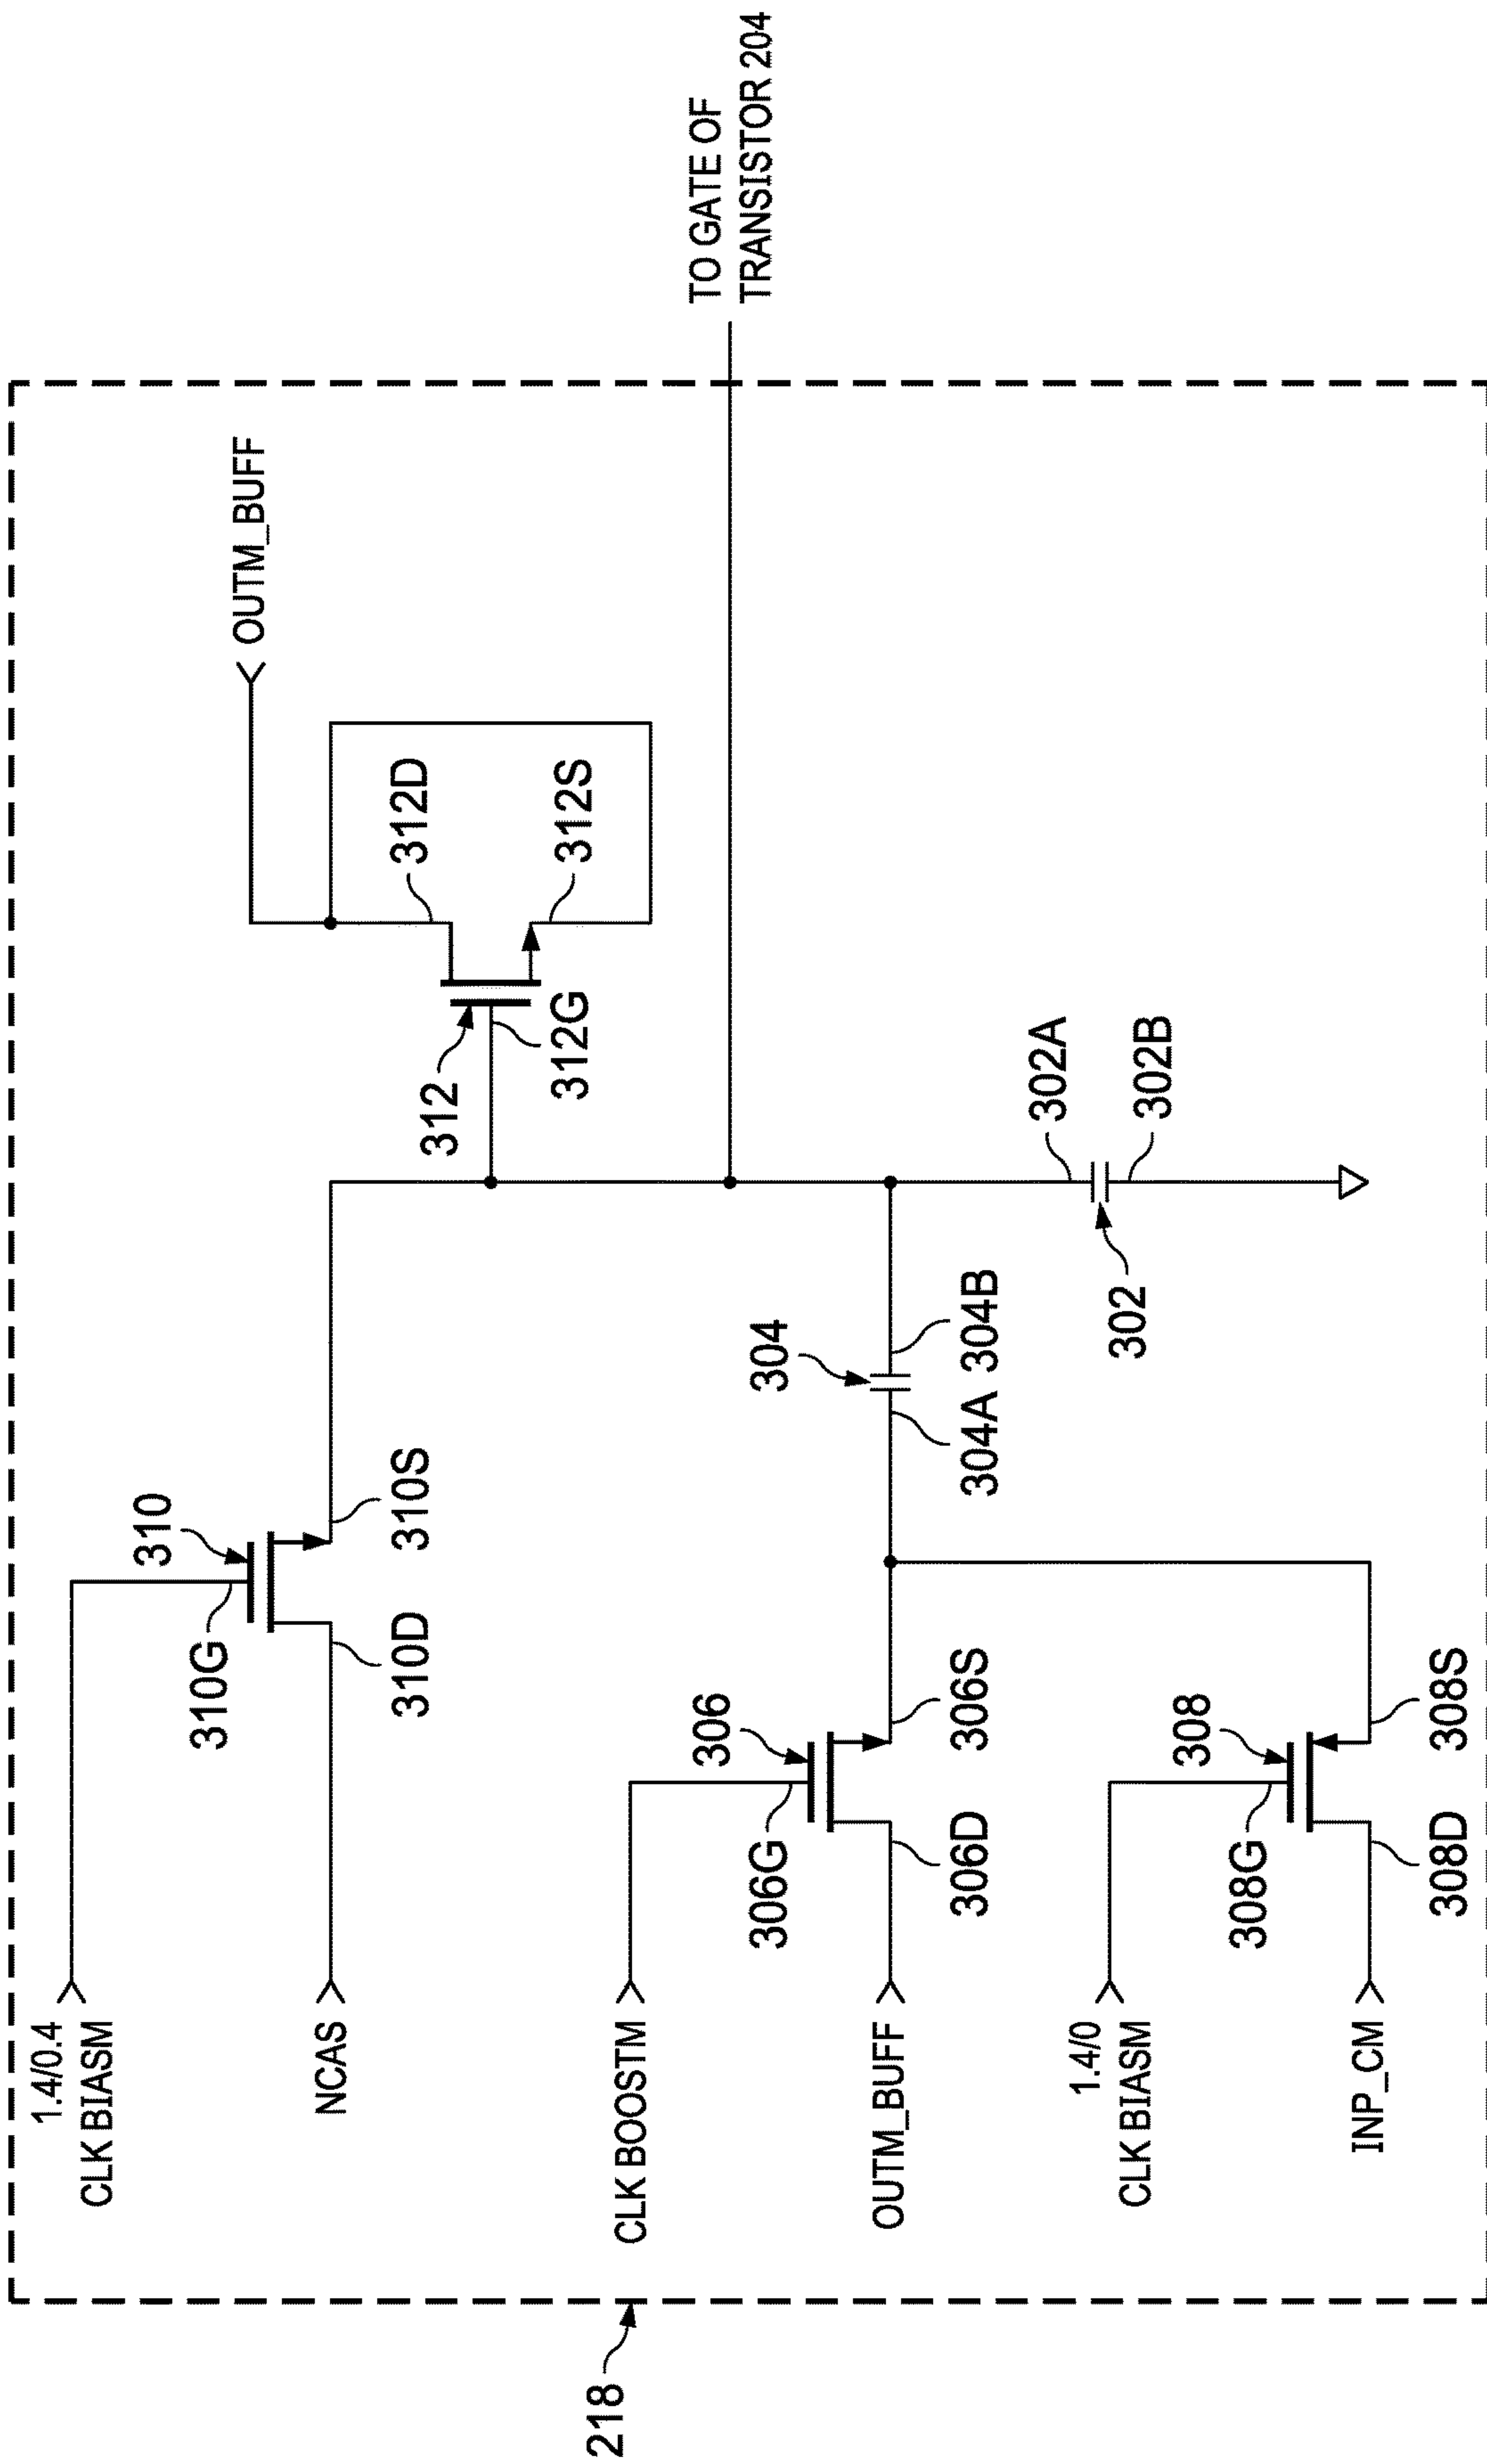 1.4/0.4
CLK BIASM
310
310G
310S
310D
NCAS
OUTM_BUFF
312D
312
312S
312G
TO GATE OF
TRANSISTOR 204
218
CLK BOOSTM
306
306G
306S
306D
OUTM_BUFF
304
304A
304B
302A
302
302B
1.4/0
CLK BIASM
308
308G
308S
308D
INP_CM